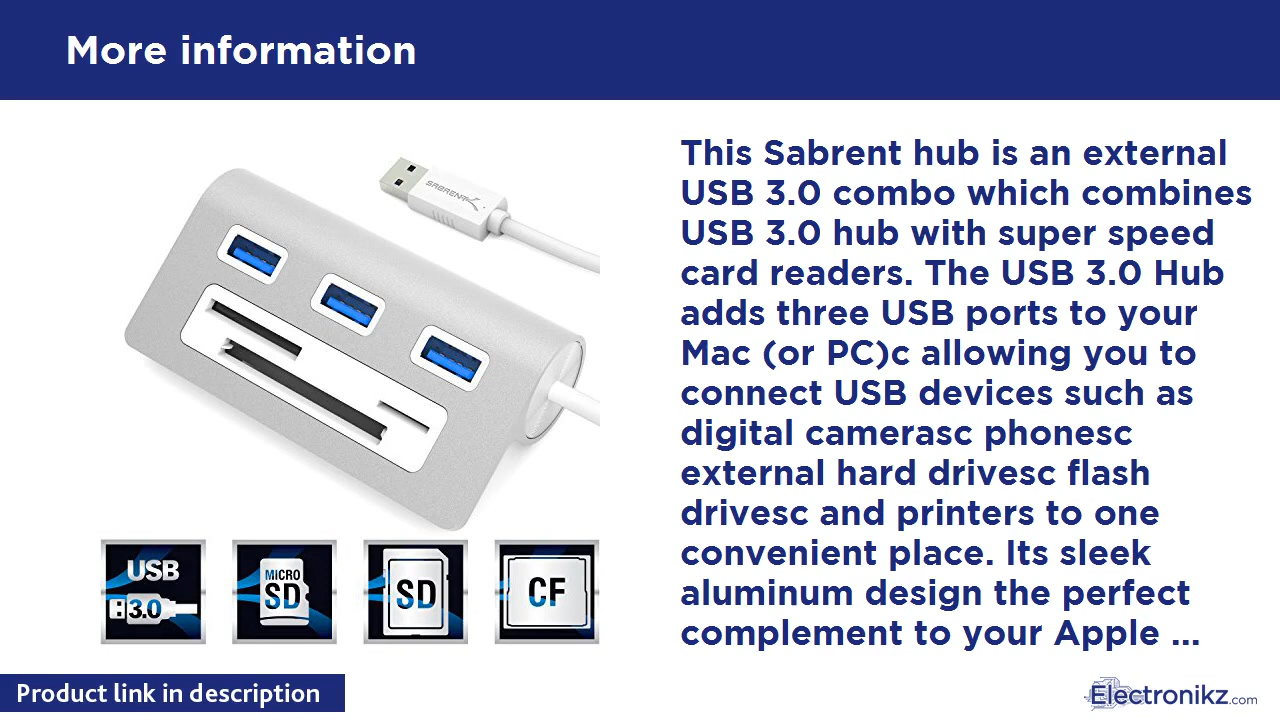 More information
SABRENT
This Sabrent hub is an external
USB 3.0 combo which combines
USB 3.0 hub with super speed
card readers. The USB 3.0 Hub
adds three USB ports to your
Mac (or PC)c allowing you to
connect USB devices such as
digital camerasc phonesc
external hard drivesc flash
drivesc and printers to one
convenient place. Its sleek
aluminum design the perfect
complement to your Apple ...
USB
3.0
MICRO
SD
SD
CF
Product link in description
Electronikz.com